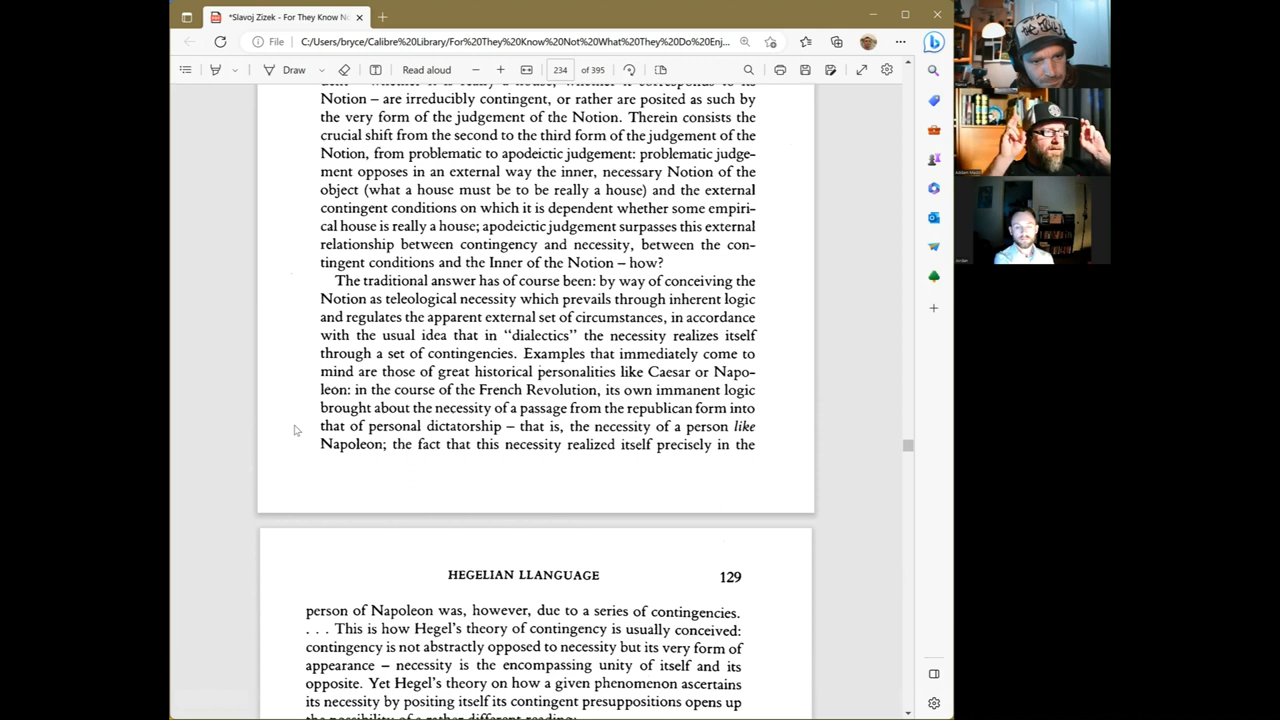 *Slavoj Zizek - For They Know N
File
C:/Users/bryce/Calibre%20Library/For%20They%20Know%20Not%20What%20They%20Do%20Enj...
Draw
Read aloud
234
of 395
Notion – are irreducibly contingent, or rather are posited as such by
the very form of the judgement of the Notion. Therein consists the
crucial shift from the second to the third form of the judgement of the
Notion, from problematic to apodeictic judgement: problematic judge-
ment opposes in an external way the inner, necessary Notion of the
object (what a house must be to be really a house) and the external
contingent conditions on which it is dependent whether some empiri-
cal house is really a house; apodeictic judgement surpasses this external
relationship between contingency and necessity, between the con-
tingent conditions and the Inner of the Notion – how?
The traditional answer has of course been: by way of conceiving the
Notion as teleological necessity which prevails through inherent logic
and regulates the apparent external set of circumstances, in accordance
with the usual idea that in “dialectics” the necessity realizes itself
through a set of contingencies. Examples that immediately come to
mind are those of great historical personalities like Caesar or Napo-
leon: in the course of the French Revolution, its own immanent logic
brought about the necessity of a passage from the republican form into
that of personal dictatorship – that is, the necessity of a person like
Napoleon; the fact that this necessity realized itself precisely in the
HEGELIAN LLANGUAGE
129
person of Napoleon was, however, due to a series of contingencies.
. . . This is how Hegel’s theory of contingency is usually conceived:
contingency is not abstractly opposed to necessity but its very form of
appearance – necessity is the encompassing unity of itself and its
opposite. Yet Hegel’s theory on how a given phenomenon ascertains
its necessity by positing itself its contingent presuppositions opens up
the possibility of a rather different reading:
Jordan